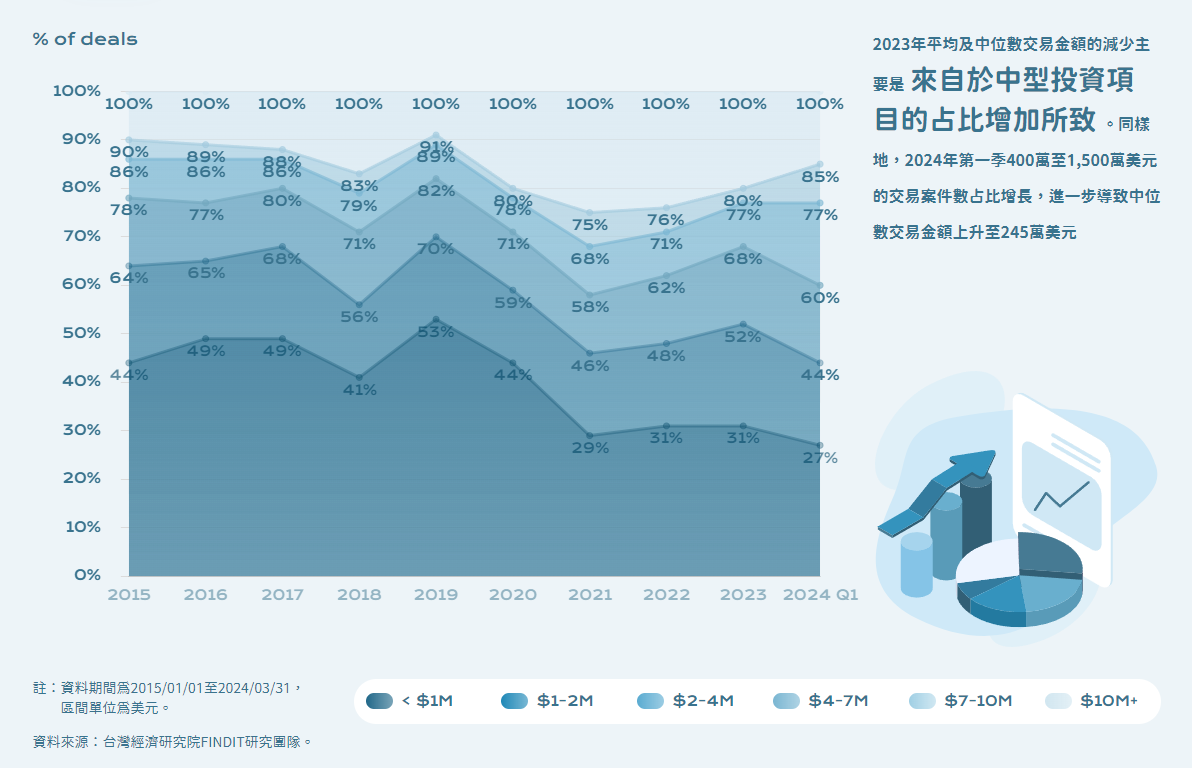 % of deals
2023年平均及中位數交易金額的減少主
要是 來自於中型投資項
目的占比增加所致 。同樣
地，2024年第一季400萬至1,500萬美元
的交易案件數占比增長，進一步導致中位
數交易金額上升至245萬美元
100%
90%
80%
70%
60%
50%
40%
30%
20%
10%
0%
100% 100% 100% 100% 100% 100% 100% 100% 100% 100%
90% 89% 88% 83% 91% 80% 75% 76% 80% 85%
86% 86% 86% 79% 89% 78% 68% 71% 77% 77%
78% 77% 80% 71% 82% 71% 58% 62% 68% 60%
64% 65% 68% 56% 70% 59% 46% 48% 52% 44%
44% 49% 49% 41% 53% 44% 29% 31% 31% 27%
2015 2016 2017 2018 2019 2020 2021 2022 2023 2024 Q1
< $1M $1-2M $2-4M $4-7M $7-10M $10M+
註：資料期間為2015/01/01至2024/03/31，
區間單位為美元。
資料來源：台灣經濟研究院FINDIT研究團隊。